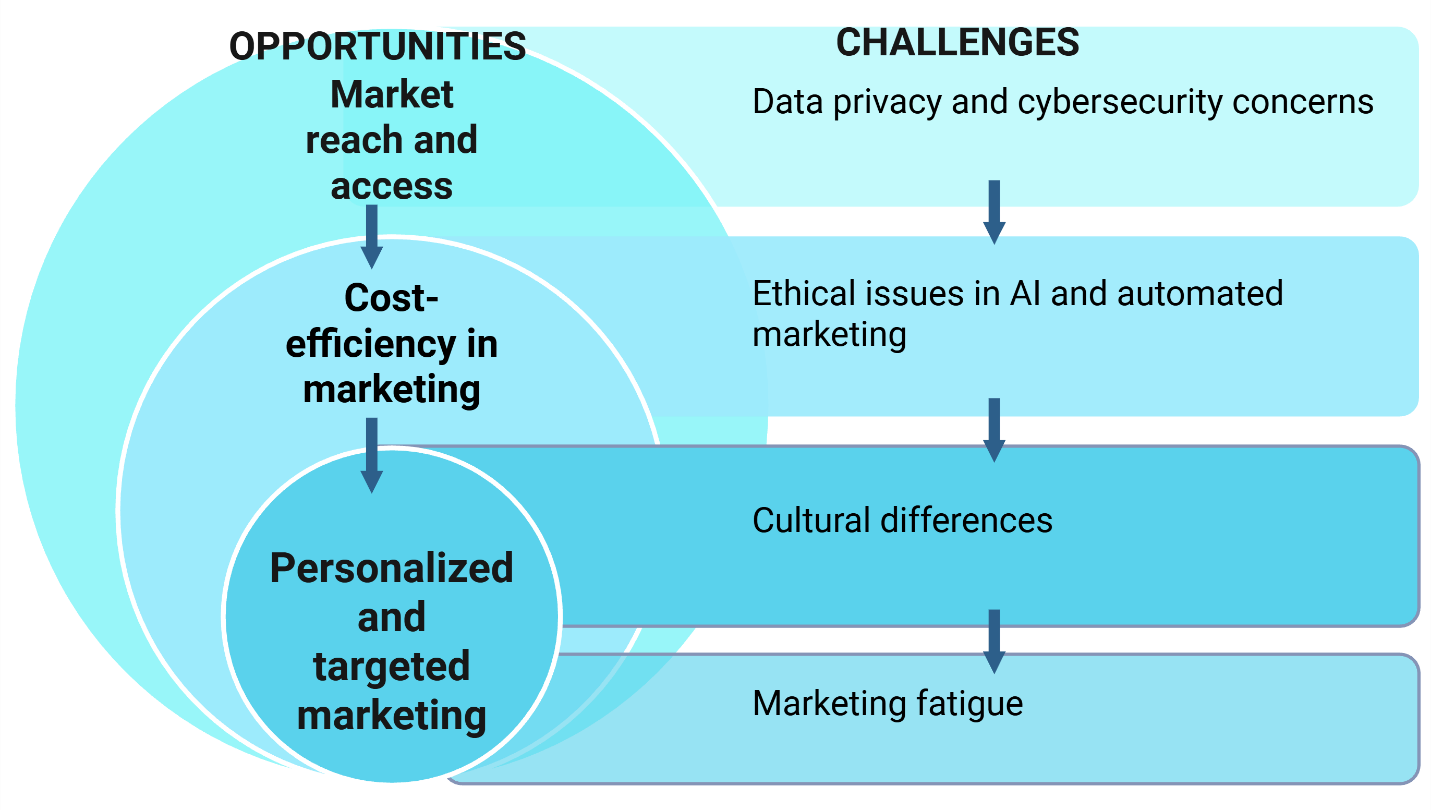 OPPORTUNITIES
Market
reach and
access
Cost-
efficiency in
marketing
Personalized
and
targeted
marketing
CHALLENGES
Data privacy and cybersecurity concerns
Ethical issues in AI and automated
marketing
Cultural differences
Marketing fatigue